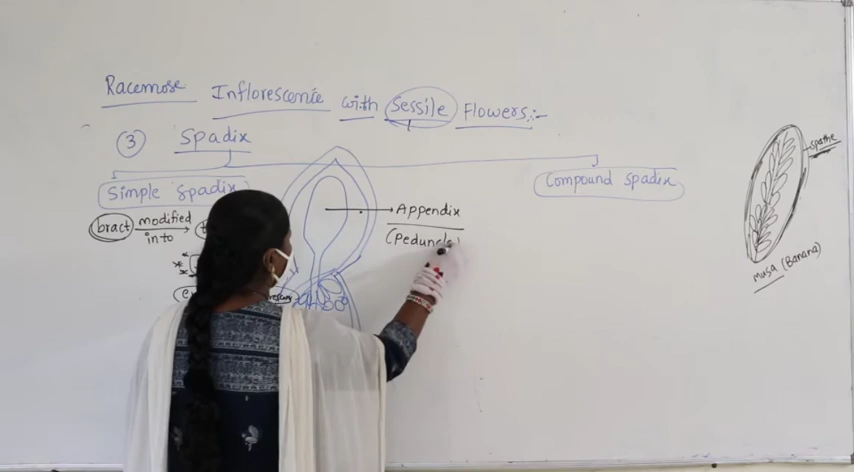 Racemose Inflorescence with Sessile Flowers:-
③ Spadix
Simple Spadix
Compound Spadix
bract modified into
Appendix
(Peduncle)
spathe
Musa (Banana)